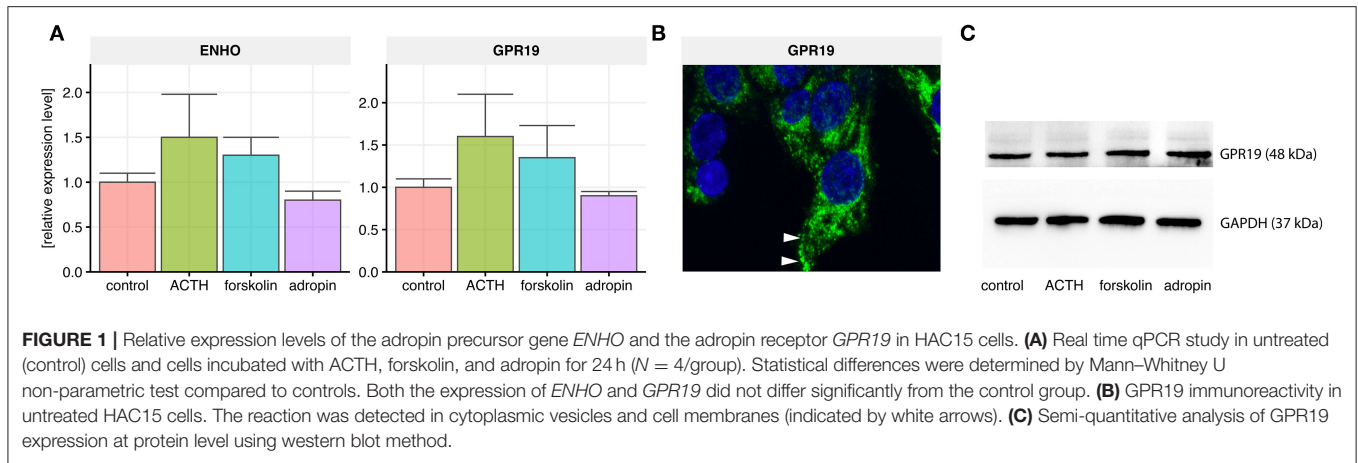 A
B
C
ENHO
GPR19
GPR19
[relative expression level]
2.0
1.5
1.0
0.5
0.0
2.0
1.5
1.0
0.5
0.0
control ACTH forskolin adropin
control ACTH forskolin adropin
GPR19 (48 kDa)
GAPDH (37 kDa)
control ACTH forskolin adropin
FIGURE 1 | Relative expression levels of the adropin precursor gene ENHO and the adropin receptor GPR19 in HAC15 cells. (A) Real time qPCR study in untreated
(control) cells and cells incubated with ACTH, forskolin, and adropin for 24 h (N = 4/group). Statistical differences were determined by Mann–Whitney U
non-parametric test compared to controls. Both the expression of ENHO and GPR19 did not differ significantly from the control group. (B) GPR19 immunoreactivity in
untreated HAC15 cells. The reaction was detected in cytoplasmic vesicles and cell membranes (indicated by white arrows). (C) Semi-quantitative analysis of GPR19
expression at protein level using western blot method.